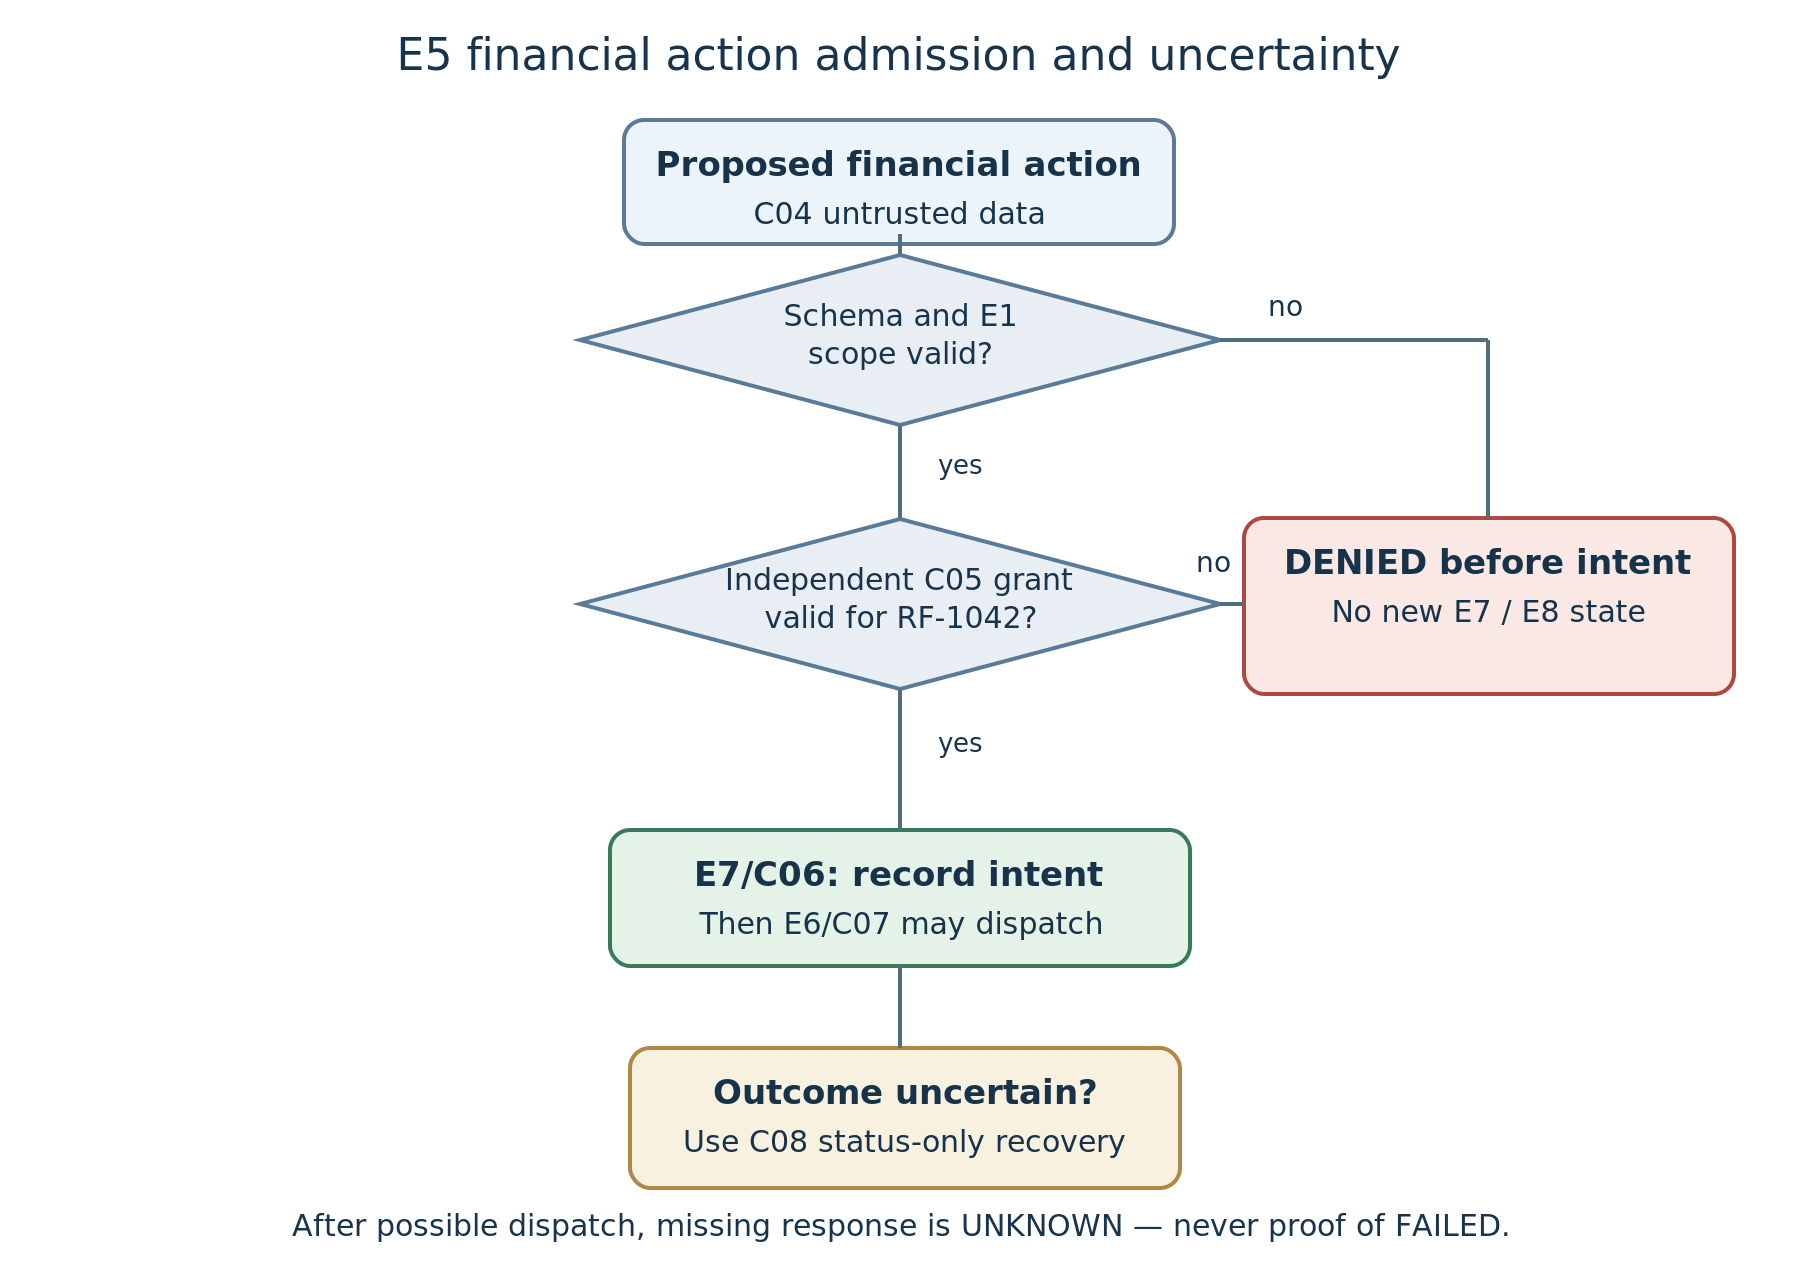 E5 financial action admission and uncertainty
Proposed financial action
C04 untrusted data
Schema and E1
scope valid?
no
yes
Independent C05 grant
valid for RF-1042?
no
DENIED before intent
No new E7 / E8 state
yes
E7/C06: record intent
Then E6/C07 may dispatch
Outcome uncertain?
Use C08 status-only recovery
After possible dispatch, missing response is UNKNOWN — never proof of FAILED.